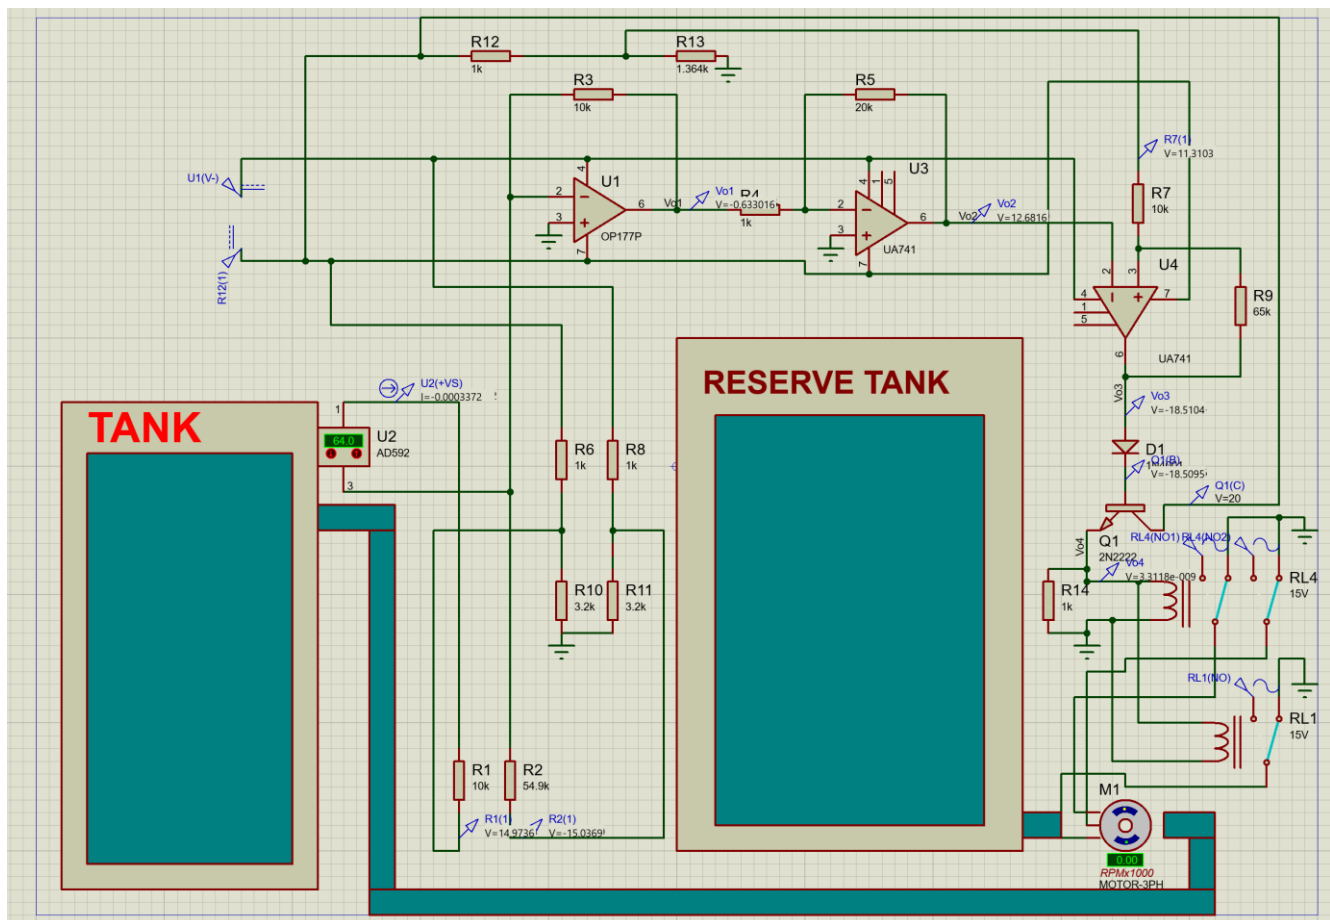 R12
1k
R13
1.364k
R3
10k
R5
20k
R7(1)
V=11.3103
U1(V-)
4
U1
2
6
3
7
OP177P
Vo1
Vo1
V=-0.633016
R4
1k
U3
4
1
5
2
6
3
7
UA741
Vo2
Vo2
V=12.6816
R7
10k
R12(1)
U4
2
3
4
1
5
7
6
UA741
R9
65k
RESERVE TANK
TANK
U2(+VS)
I=-0.0003372
1
64.0
U2
AD592
3
Vo3
Vo3
V=-18.5104
R6
1k
R8
1k
D1
Q1(B)
V=-18.5095
Q1(C)
V=20
Q1
2N2222
Vo4
Vo4
V=3.3118e-009
RL4(NO1)
RL4(NO2)
RL4
15V
R10
3.2k
R11
3.2k
R14
1k
RL1(NO)
RL1
15V
R1
10k
R2
54.9k
R1(1)
V=14.9736
R2(1)
V=-15.0369
M1
0.00
RPMx1000
MOTOR-3PH